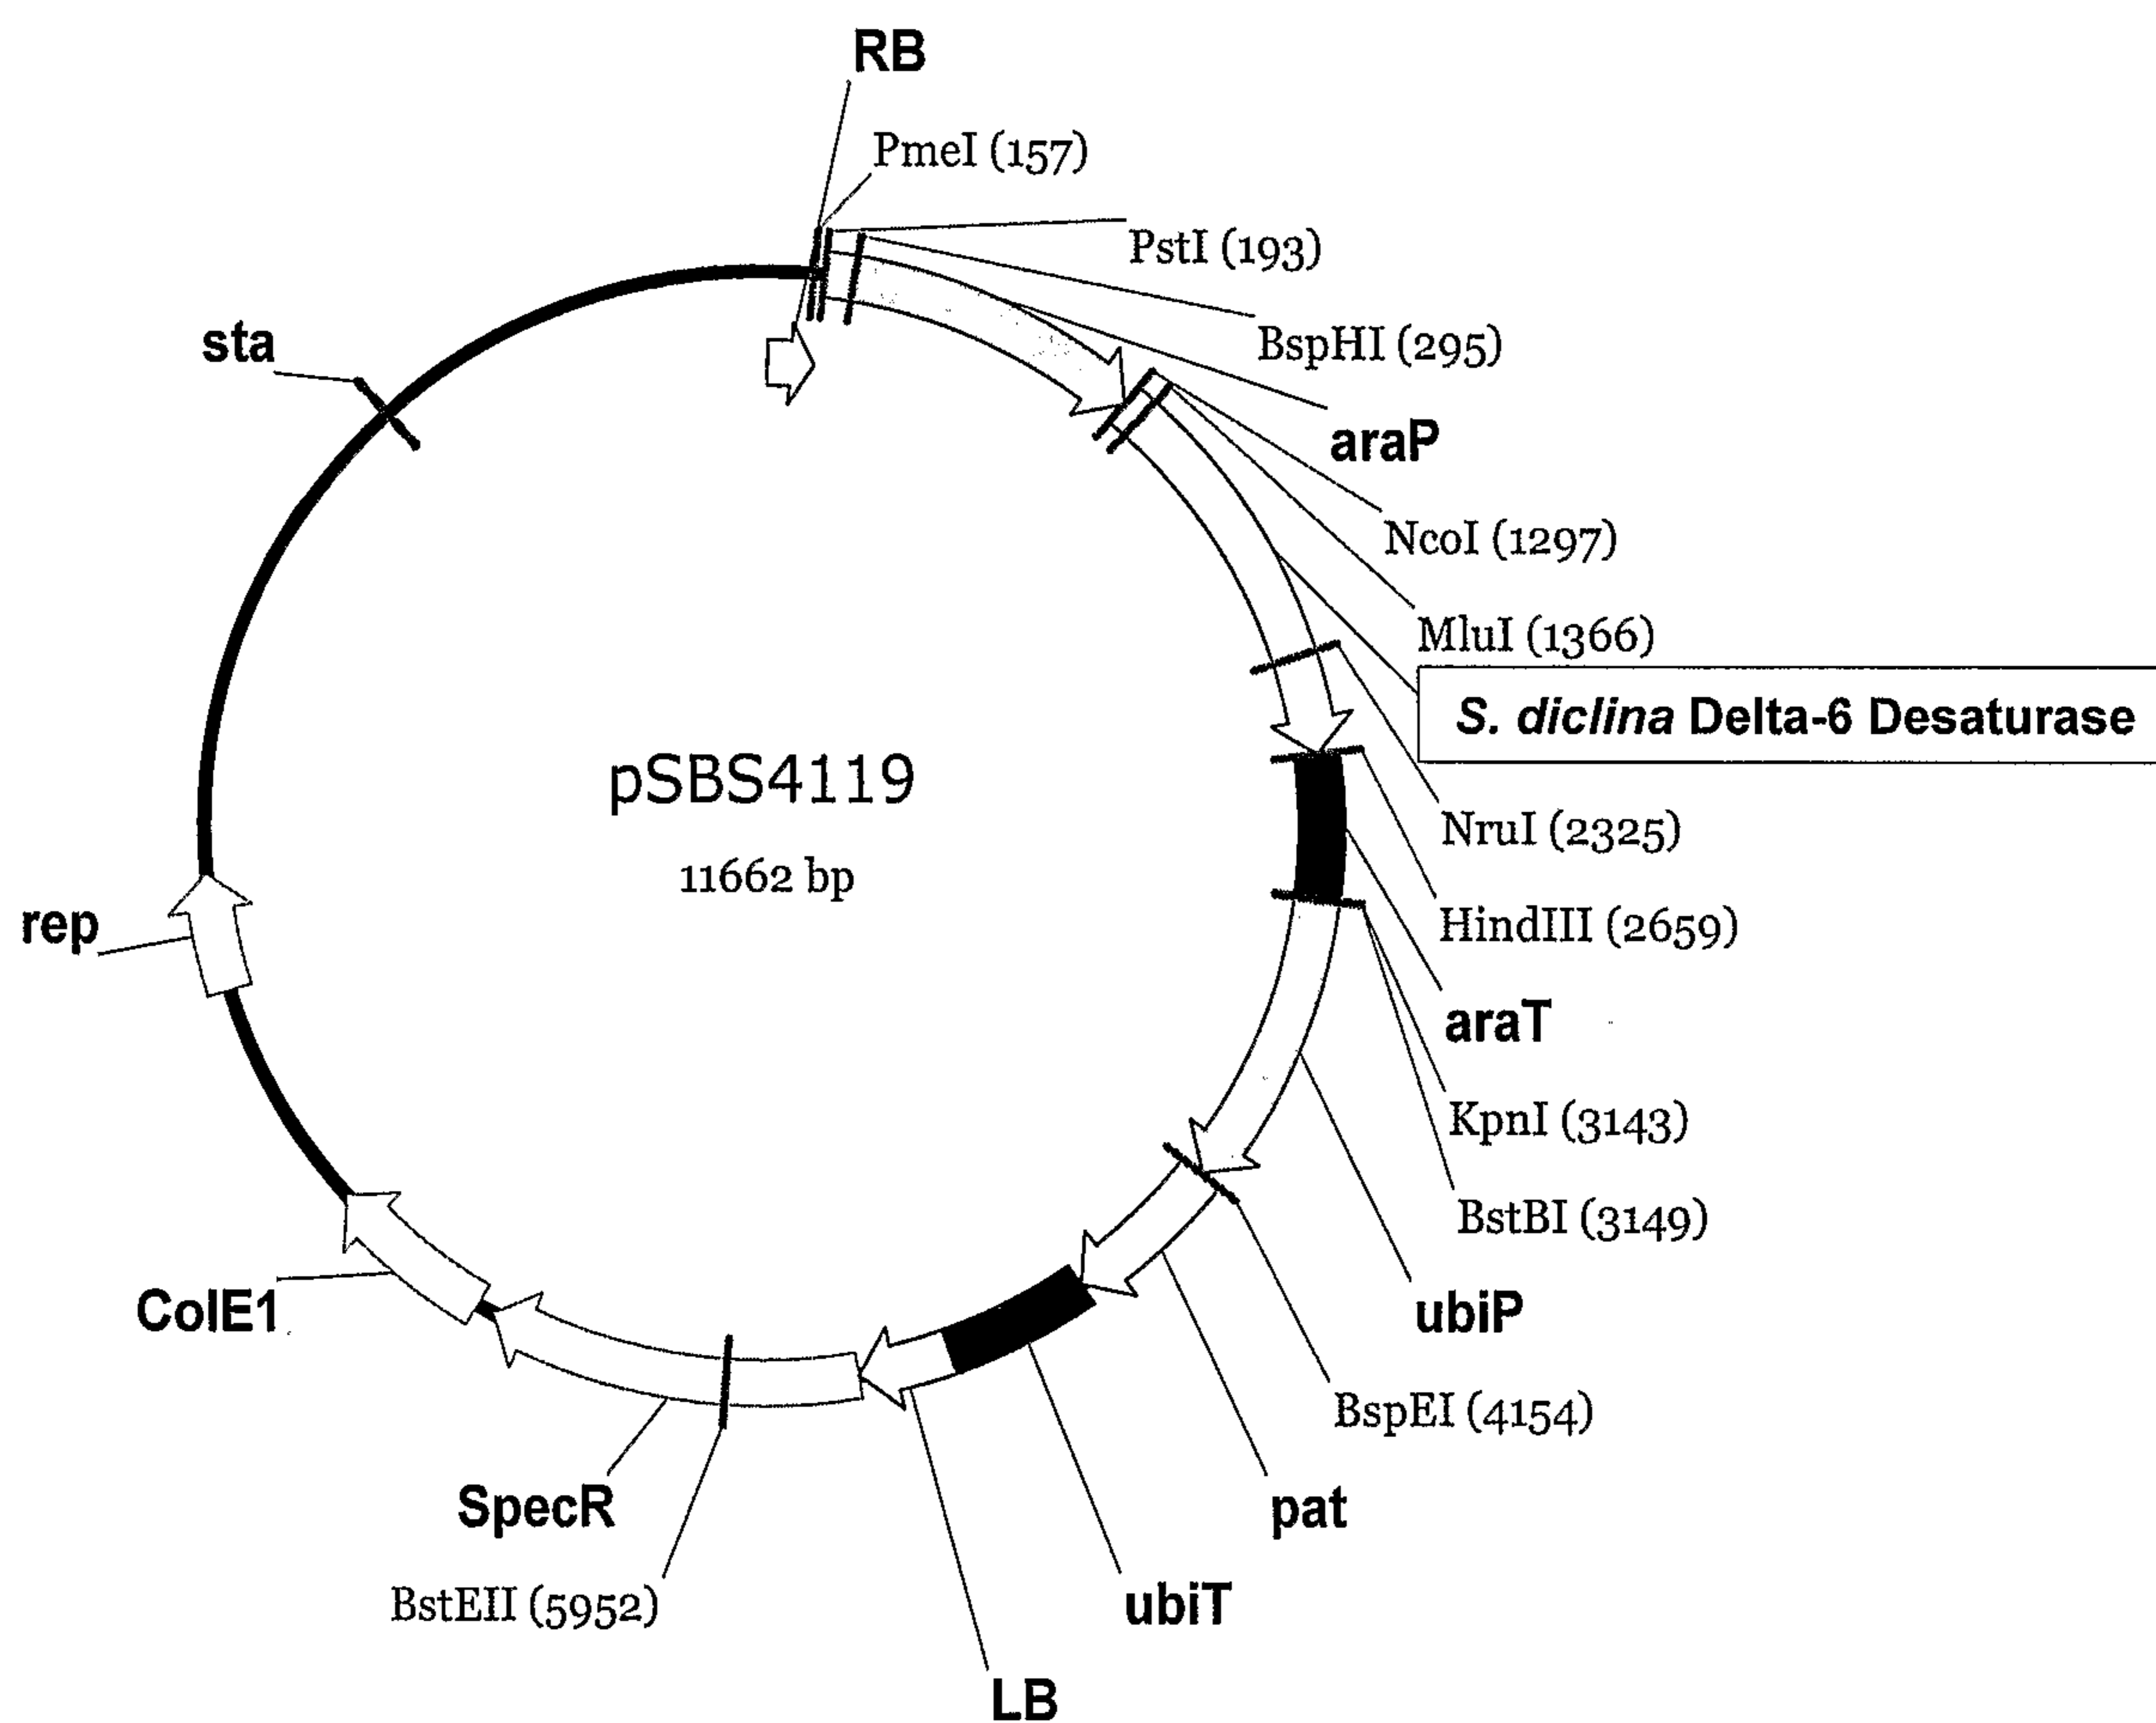 RB
PmeI (157)
PstI (193)
BspHI (295)
sta
araP
NcoI (1297)
MluI (1366)
S. diclina Delta-6 Desaturase
pSBS4119
11662 bp
NruI (2325)
HindIII (2659)
rep
araT
KpnI (3143)
BstBI (3149)
ColE1
ubiP
BspEI (4154)
SpecR
pat
BstEII (5952)
ubiT
LB